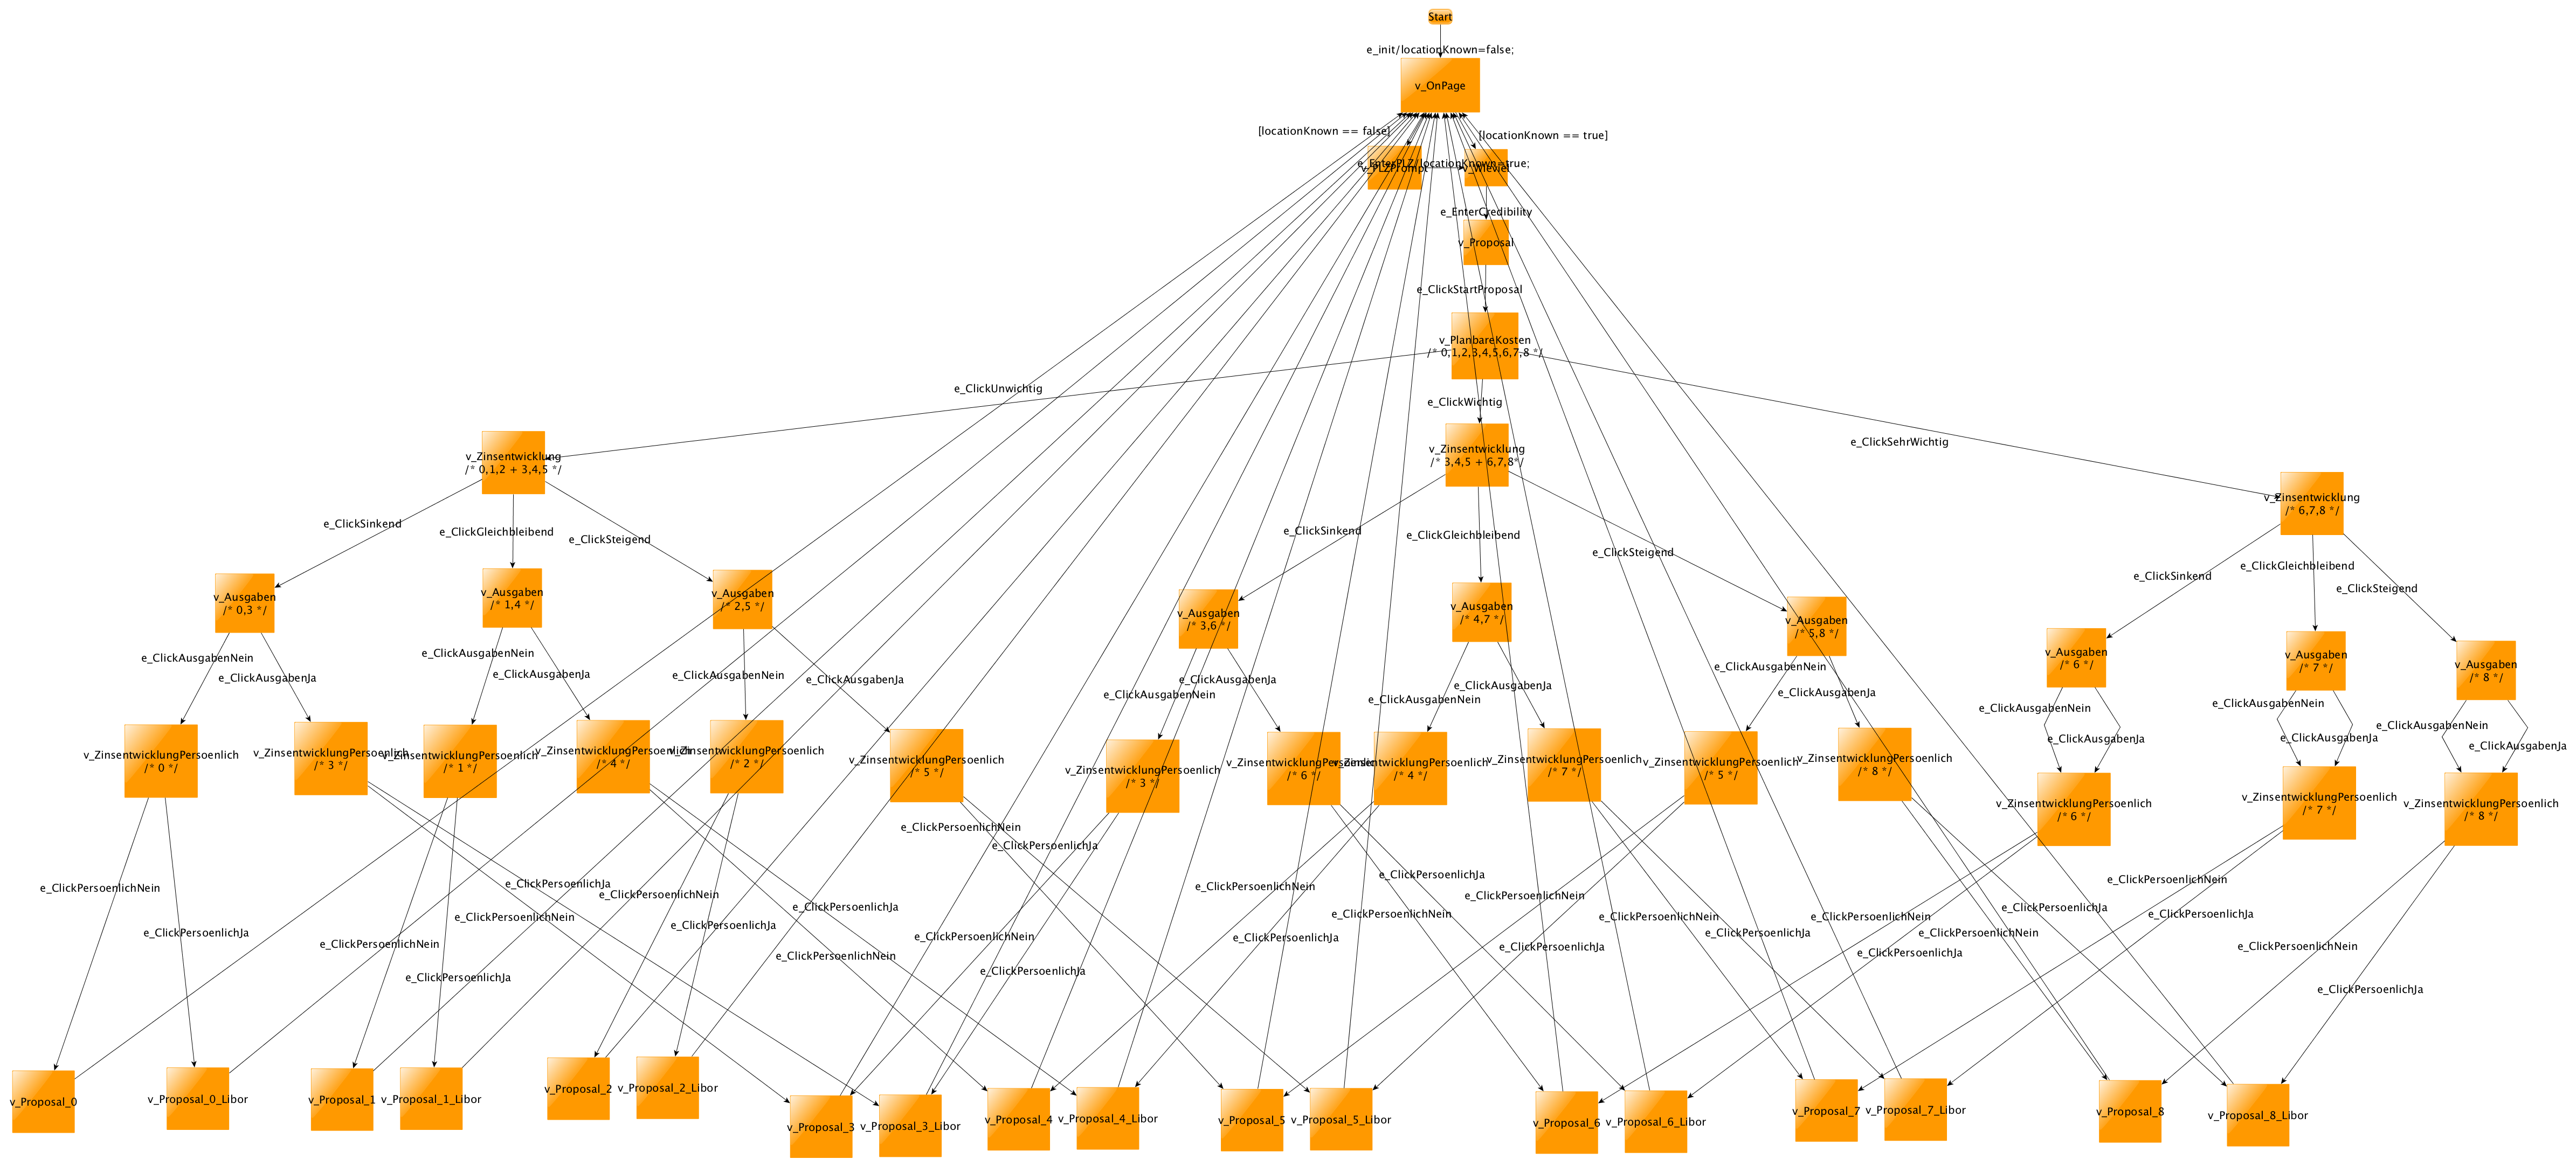 Start
e_init/locationKnown=false;
v_OnPage
[locationKnown == false]
[locationKnown == true]
e_EnterPLZ/locationKnown=true;
v_PLZPrompt
v_Wieviel
e_EnterCredibility
v_Proposal
e_ClickStartProposal
v_PlanbareKosten
/* 0,1,2,3,4,5,6,7,8 */
e_ClickUnwichtig
e_ClickWichtig
e_ClickSehrWichtig
v_Zinsentwicklung
/* 0,1,2 + 3,4,5 */
v_Zinsentwicklung
/* 3,4,5 + 6,7,8*/
v_Zinsentwicklung
/* 6,7,8 */
e_ClickSinkend
e_ClickGleichbleibend
e_ClickSteigend
e_ClickSinkend
e_ClickGleichbleibend
e_ClickSteigend
e_ClickSinkend
e_ClickGleichbleibend
e_ClickSteigend
v_Ausgaben
/* 0,3 */
v_Ausgaben
/* 1,4 */
v_Ausgaben
/* 2,5 */
v_Ausgaben
/* 3,6 */
v_Ausgaben
/* 4,7 */
v_Ausgaben
/* 5,8 */
v_Ausgaben
/* 6 */
v_Ausgaben
/* 7 */
v_Ausgaben
/* 8 */
e_ClickAusgabenNein
e_ClickAusgabenJa
e_ClickAusgabenNein
e_ClickAusgabenJa
e_ClickAusgabenNein
e_ClickAusgabenJa
e_ClickAusgabenNein
e_ClickAusgabenJa
e_ClickAusgabenNein
e_ClickAusgabenJa
e_ClickAusgabenNein
e_ClickAusgabenJa
e_ClickAusgabenNein
e_ClickAusgabenJa
e_ClickAusgabenNein
e_ClickAusgabenJa
e_ClickAusgabenNein
e_ClickAusgabenJa
v_ZinsentwicklungPersoenlich
/* 0 */
v_ZinsentwicklungPersoenlich
/* 3 */
v_ZinsentwicklungPersoenlich
/* 1 */
v_ZinsentwicklungPersoenlich
/* 4 */
v_ZinsentwicklungPersoenlich
/* 2 */
v_ZinsentwicklungPersoenlich
/* 5 */
v_ZinsentwicklungPersoenlich
/* 3 */
v_ZinsentwicklungPersoenlich
/* 6 */
v_ZinsentwicklungPersoenlich
/* 4 */
v_ZinsentwicklungPersoenlich
/* 7 */
v_ZinsentwicklungPersoenlich
/* 5 */
v_ZinsentwicklungPersoenlich
/* 8 */
v_ZinsentwicklungPersoenlich
/* 6 */
v_ZinsentwicklungPersoenlich
/* 7 */
v_ZinsentwicklungPersoenlich
/* 8 */
e_ClickPersoenlichNein
e_ClickPersoenlichJa
e_ClickPersoenlichNein
e_ClickPersoenlichJa
e_ClickPersoenlichNein
e_ClickPersoenlichJa
e_ClickPersoenlichNein
e_ClickPersoenlichJa
e_ClickPersoenlichNein
e_ClickPersoenlichJa
e_ClickPersoenlichNein
e_ClickPersoenlichJa
e_ClickPersoenlichNein
e_ClickPersoenlichJa
e_ClickPersoenlichNein
e_ClickPersoenlichJa
e_ClickPersoenlichNein
e_ClickPersoenlichJa
e_ClickPersoenlichNein
e_ClickPersoenlichJa
e_ClickPersoenlichNein
e_ClickPersoenlichJa
e_ClickPersoenlichNein
e_ClickPersoenlichJa
e_ClickPersoenlichNein
e_ClickPersoenlichJa
e_ClickPersoenlichNein
e_ClickPersoenlichJa
e_ClickPersoenlichNein
e_ClickPersoenlichJa
v_Proposal_0
v_Proposal_0_Libor
v_Proposal_1
v_Proposal_1_Libor
v_Proposal_2
v_Proposal_2_Libor
v_Proposal_3
v_Proposal_3_Libor
v_Proposal_4
v_Proposal_4_Libor
v_Proposal_5
v_Proposal_5_Libor
v_Proposal_6
v_Proposal_6_Libor
v_Proposal_7
v_Proposal_7_Libor
v_Proposal_8
v_Proposal_8_Libor